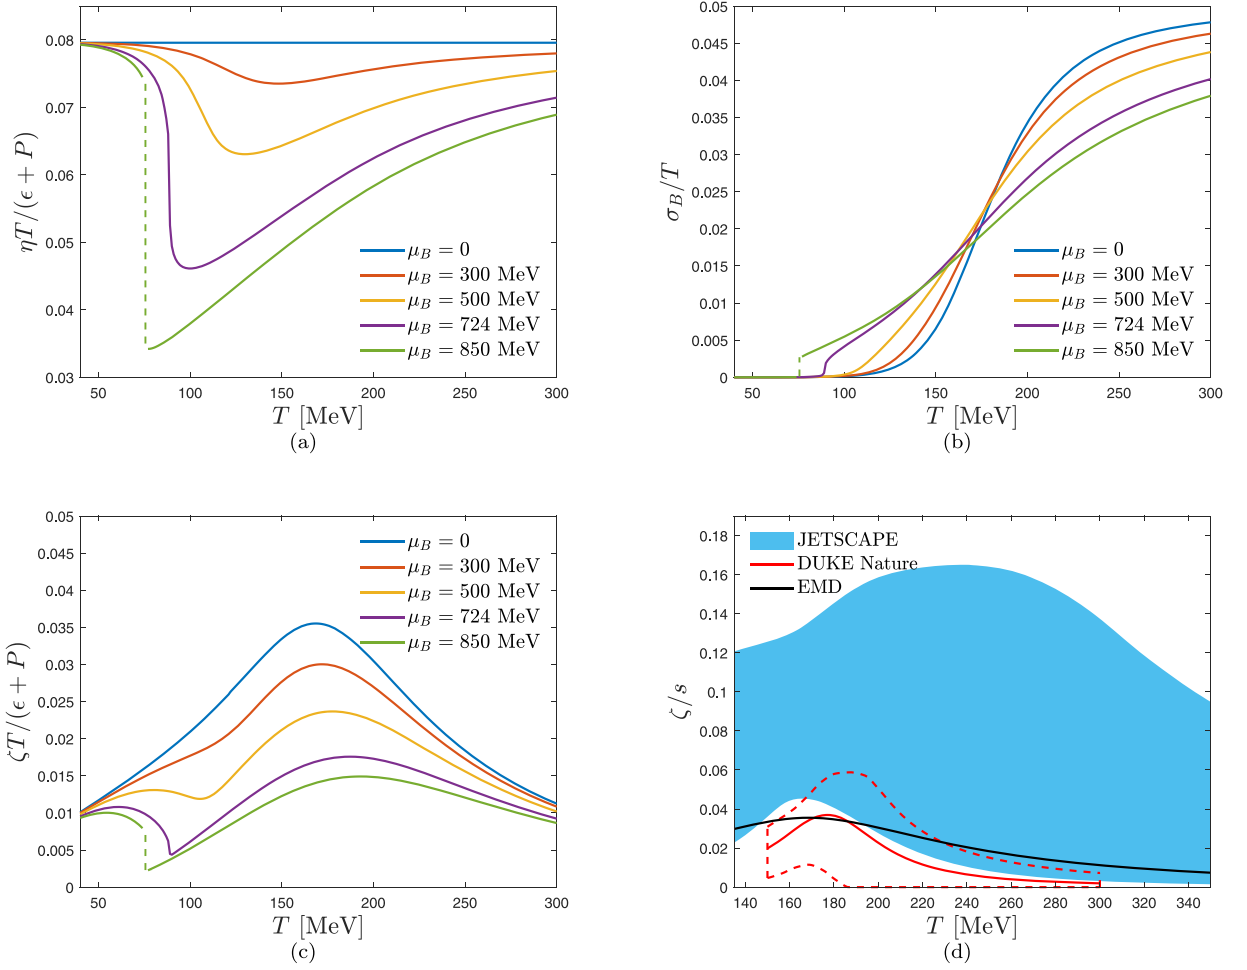 0.08
0.07
0.06
0.05
0.04
0.03
50 100 150 200 250 300
ηT/(ϵ + P)
T [MeV]
μB = 0
μB = 300 MeV
μB = 500 MeV
μB = 724 MeV
μB = 850 MeV
(a)
0.05
0.045
0.04
0.035
0.03
0.025
0.02
0.015
0.01
0.005
0
50 100 150 200 250 300
σB/T
T [MeV]
μB = 0
μB = 300 MeV
μB = 500 MeV
μB = 724 MeV
μB = 850 MeV
(b)
0.05
0.045
0.04
0.035
0.03
0.025
0.02
0.015
0.01
0.005
0
50 100 150 200 250 300
ζT/(ϵ + P)
T [MeV]
μB = 0
μB = 300 MeV
μB = 500 MeV
μB = 724 MeV
μB = 850 MeV
(c)
0.18
0.16
0.14
0.12
0.1
0.08
0.06
0.04
0.02
0
140 160 180 200 220 240 260 280 300 320 340
ζ/s
T [MeV]
JETSCAPE
DUKE Nature
EMD
(d)